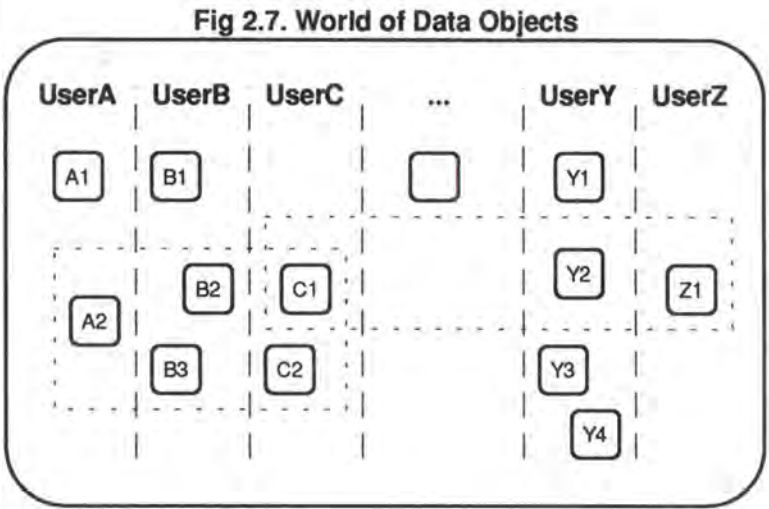 Fig 2.7. World of Data Objects
UserA UserB UserC ... UserY UserZ
A1 B1 Y1
B2 C1 Y2 Z1
A2
B3 C2 Y3
Y4